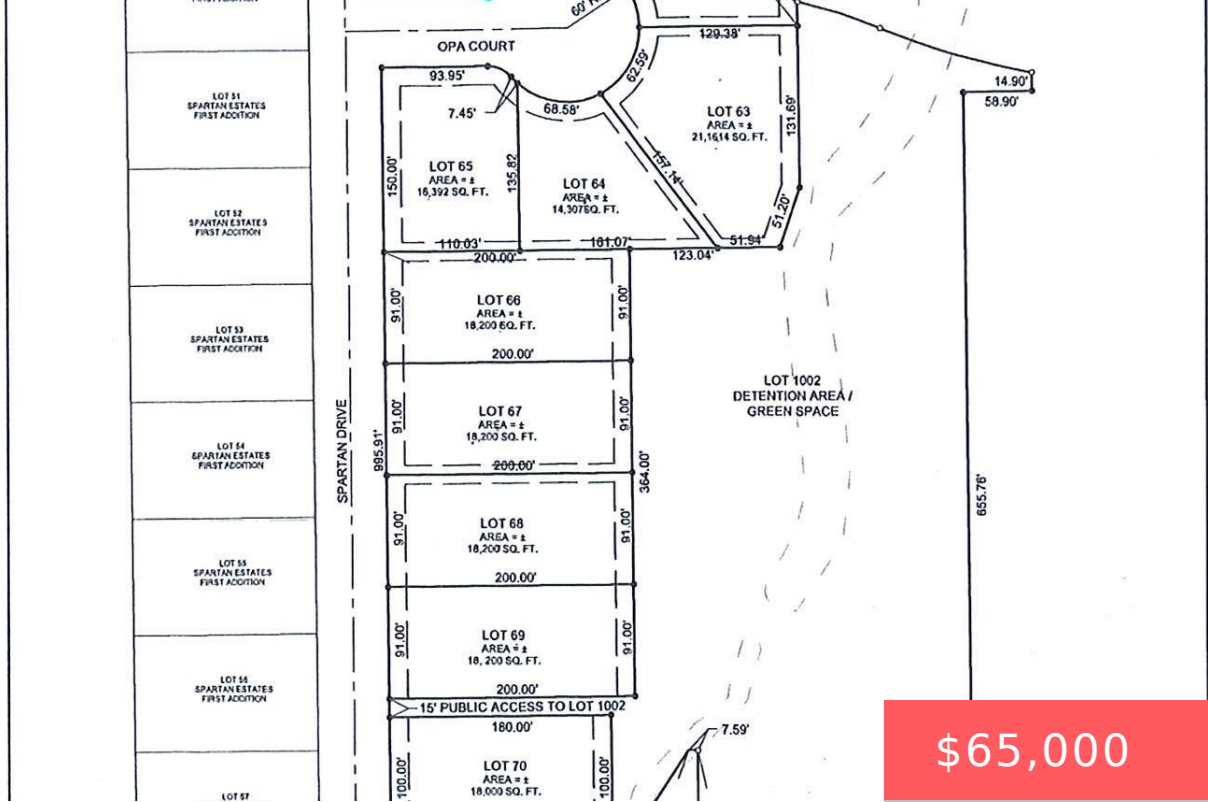 FIRST ADDITION
60'
OPA COURT
129.38'
93.95'
62.59'
14.90'
58.90'
LOT 51
SPARTAN ESTATES
FIRST ADDITION
7.45'
68.58'
LOT 63
AREA = ±
21,1614 SQ. FT.
131.69'
150.00'
LOT 65
AREA = ±
16,392 SQ. FT.
135.82
LOT 64
AREA = ±
14,307SQ. FT.
157.14'
51.20'
LOT 52
SPARTAN ESTATES
FIRST ADDITION
110.03'
161.07'
51.94'
200.00'
123.04'
91.00'
LOT 66
AREA = ±
18,200 SQ. FT.
91.00'
LOT 53
SPARTAN ESTATES
FIRST ADDITION
200.00'
LOT 1002
DETENTION AREA /
GREEN SPACE
SPARTAN DRIVE
995.91'
91.00'
LOT 67
AREA = ±
18,200 SQ. FT.
91.00'
LOT 54
SPARTAN ESTATES
FIRST ADDITION
200.00'
364.00'
655.76'
91.00'
LOT 68
AREA = ±
18,200 SQ. FT.
91.00'
LOT 55
SPARTAN ESTATES
FIRST ADDITION
200.00'
91.00'
LOT 69
AREA = ±
18, 200 SQ. FT.
91.00'
LOT 56
SPARTAN ESTATES
FIRST ADDITION
200.00'
15' PUBLIC ACCESS TO LOT 1002
180.00'
7.59'
100.00'
LOT 70
AREA = ±
18,000 SQ. FT.
100.00'
LOT 57
$65,000